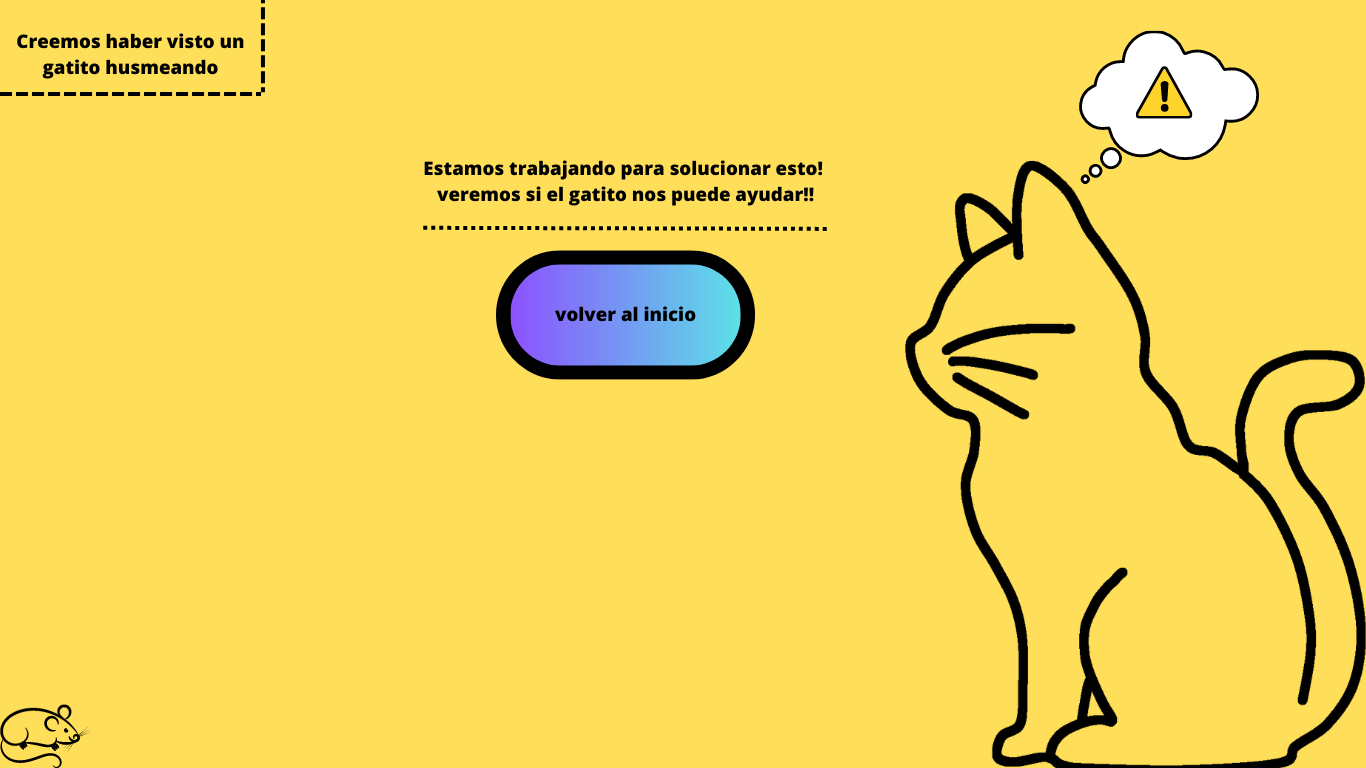 Creemos haber visto un
gatito husmeando
Estamos trabajando para solucionar esto!
veremos si el gatito nos puede ayudar!!
volver al inicio